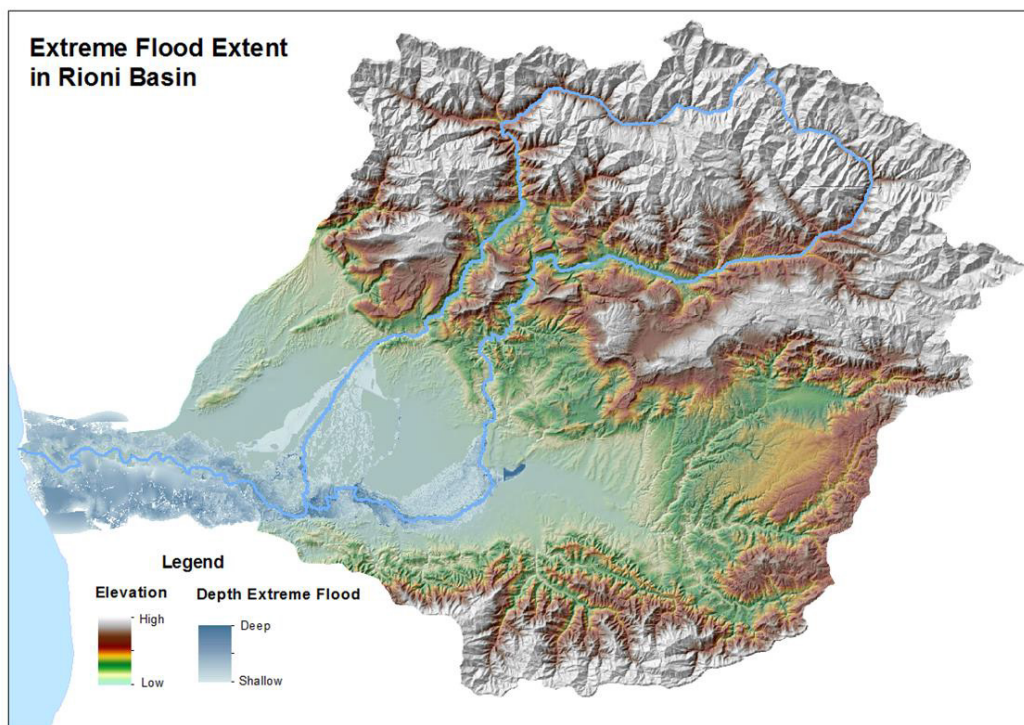 Extreme Flood Extent
in Rioni Basin
Legend
Elevation
High
Low
Depth Extreme Flood
Deep
Shallow